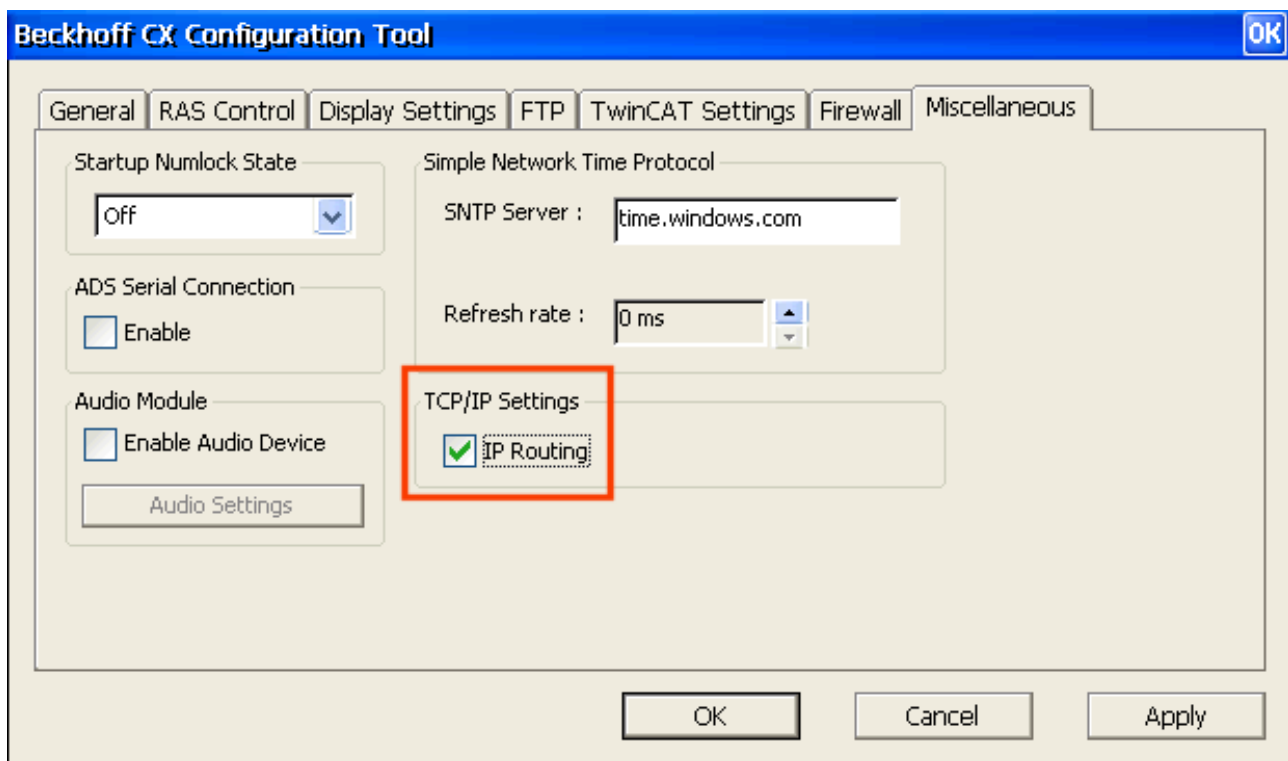 Beckhoff CX Configuration Tool
OK
General
RAS Control
Display Settings
FTP
TwinCAT Settings
Firewall
Miscellaneous
Startup Numlock State
Off
ADS Serial Connection
Enable
Audio Module
Enable Audio Device
Audio Settings
Simple Network Time Protocol
SNTP Server :
time.windows.com
Refresh rate :
0 ms
TCP/IP Settings
IP Routing
OK
Cancel
Apply